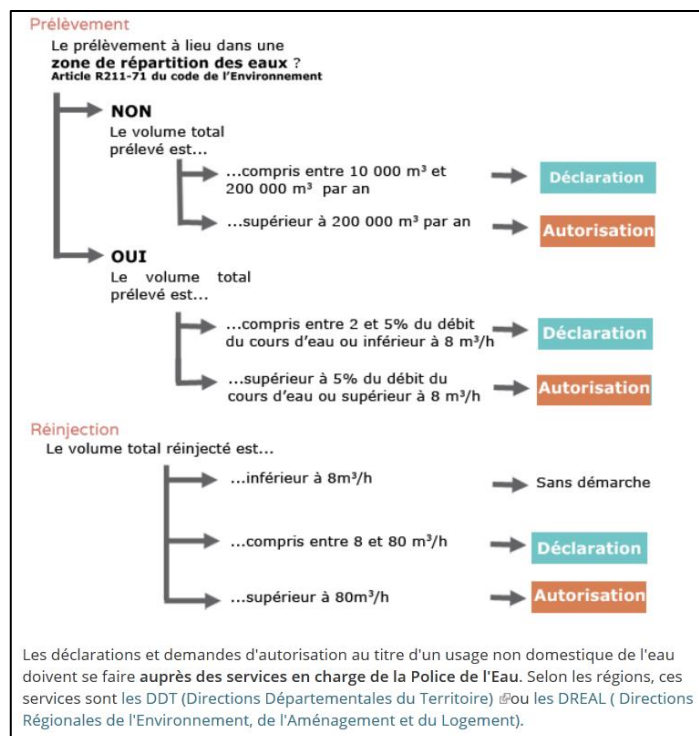 Prélèvement
Le prélèvement à lieu dans une
zone de répartition des eaux ?
Article R211-71 du code de l'Environnement
NON
Le volume total
prélevé est...
...compris entre 10 000 m³ et
200 000 m³ par an
Déclaration
...supérieur à 200 000 m³ par an
Autorisation
OUI
Le volume total
prélevé est...
...compris entre 2 et 5% du débit
du cours d'eau ou inférieur à 8 m³/h
Déclaration
...supérieur à 5% du débit du
cours d'eau ou supérieur à 8 m³/h
Autorisation
Réinjection
Le volume total réinjecté est...
...inférieur à 8m³/h
Sans démarche
...compris entre 8 et 80 m³/h
Déclaration
...supérieur à 80m³/h
Autorisation
Les déclarations et demandes d'autorisation au titre d'un usage non domestique de l'eau
doivent se faire auprès des services en charge de la Police de l'Eau. Selon les régions, ces
services sont les DDT (Directions Départementales du Territoire) ou les DREAL ( Directions
Régionales de l'Environnement, de l'Aménagement et du Logement).